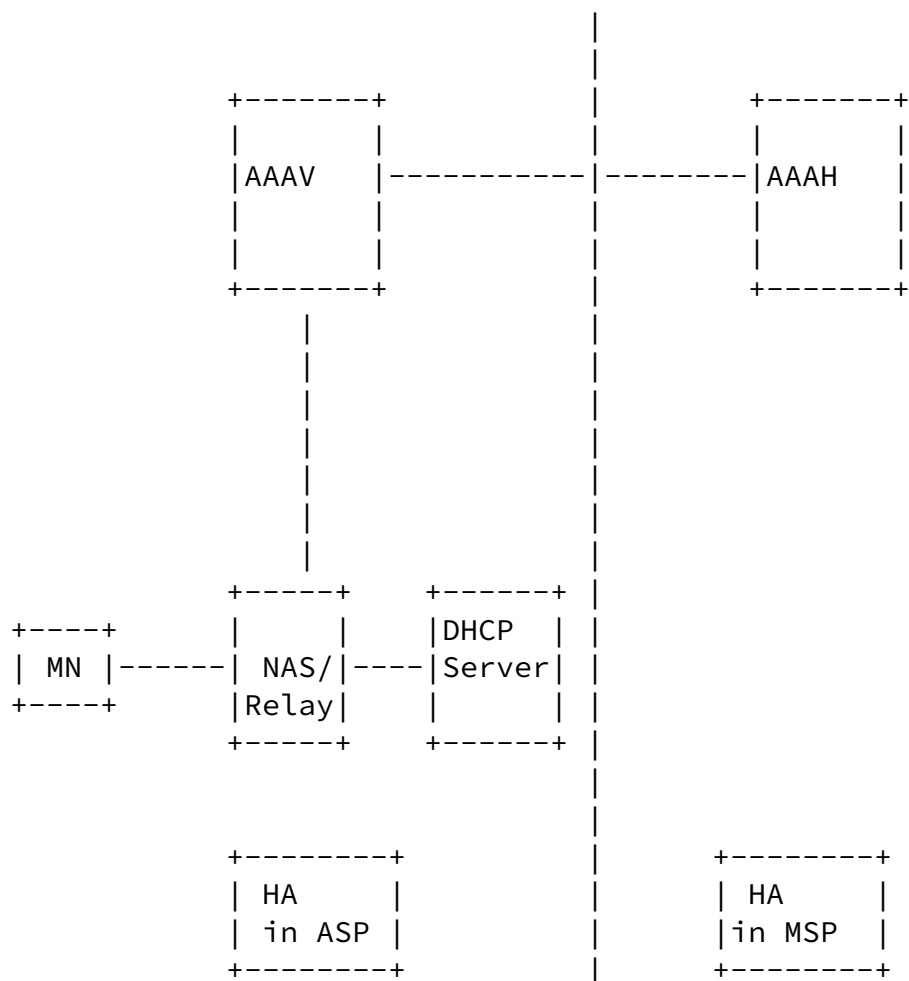 AAAV
AAAH
MN
NAS/
Relay
DHCP
Server
HA
in ASP
HA
in MSP